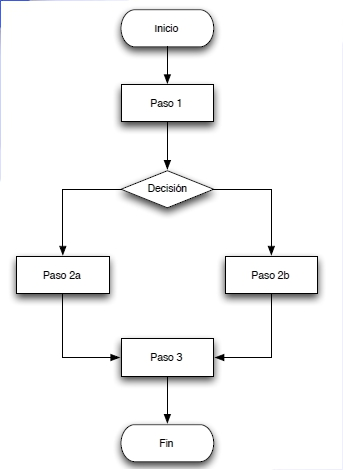 Inicio
Paso 1
Decisión
Paso 2a
Paso 2b
Paso 3
Fin